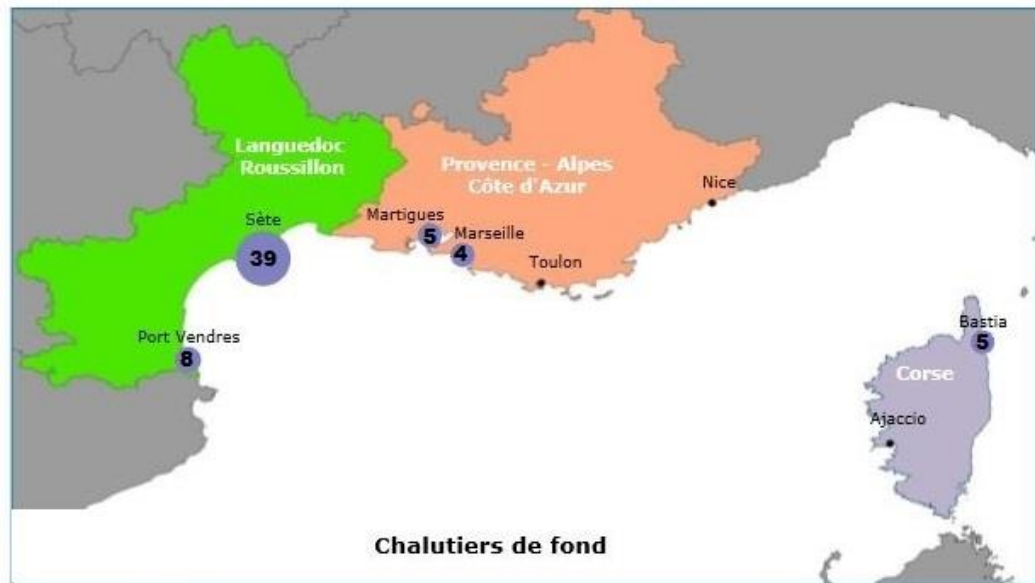 Languedoc
Roussillon
Provence - Alpes
Côte d'Azur
Nice
Sète
39
Martigues
5
Marseille
4
Toulon
Port Vendres
8
Bastia
5
Corse
Ajaccio
Chalutiers de fond